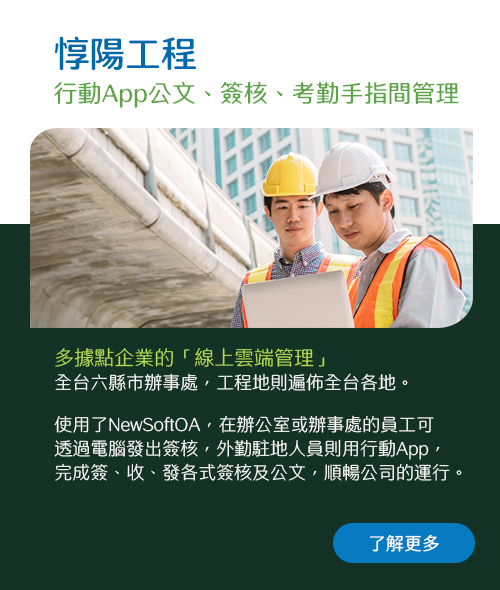 惇陽工程
行動App公文、簽核、考勤手指間管理
多據點企業的「線上雲端管理」
全台六縣市辦事處，工程地則遍佈全台各地。
使用了NewSoftOA，在辦公室或辦事處的員工可
透過電腦發出簽核，外勤駐地人員則用行動App，
完成簽、收、發各式簽核及公文，順暢公司的運行。
了解更多